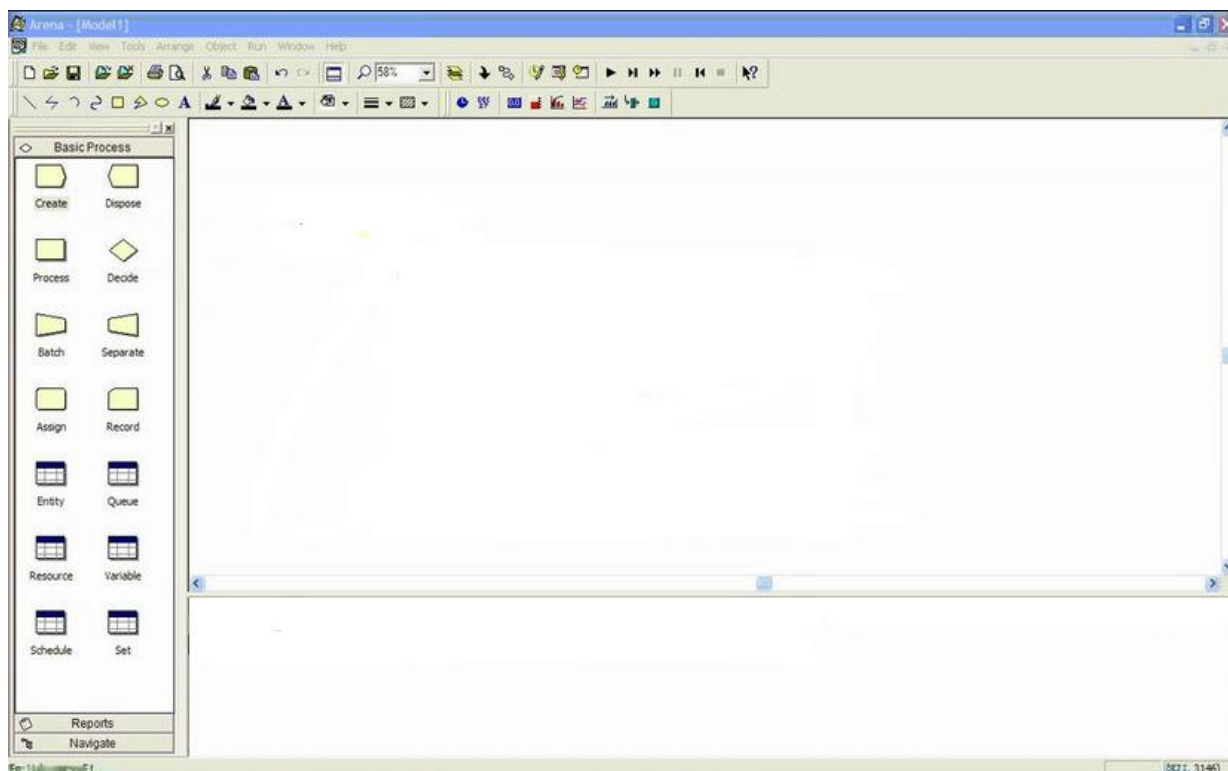 Arena - [Model1]
File Edit View Tools Arrange Object Run Window Help
58%
A A
Basic Process
Create Dispose
Process Decide
Batch Separate
Assign Record
Entity Queue
Resource Variable
Schedule Set
Reports
Navigate
3146)